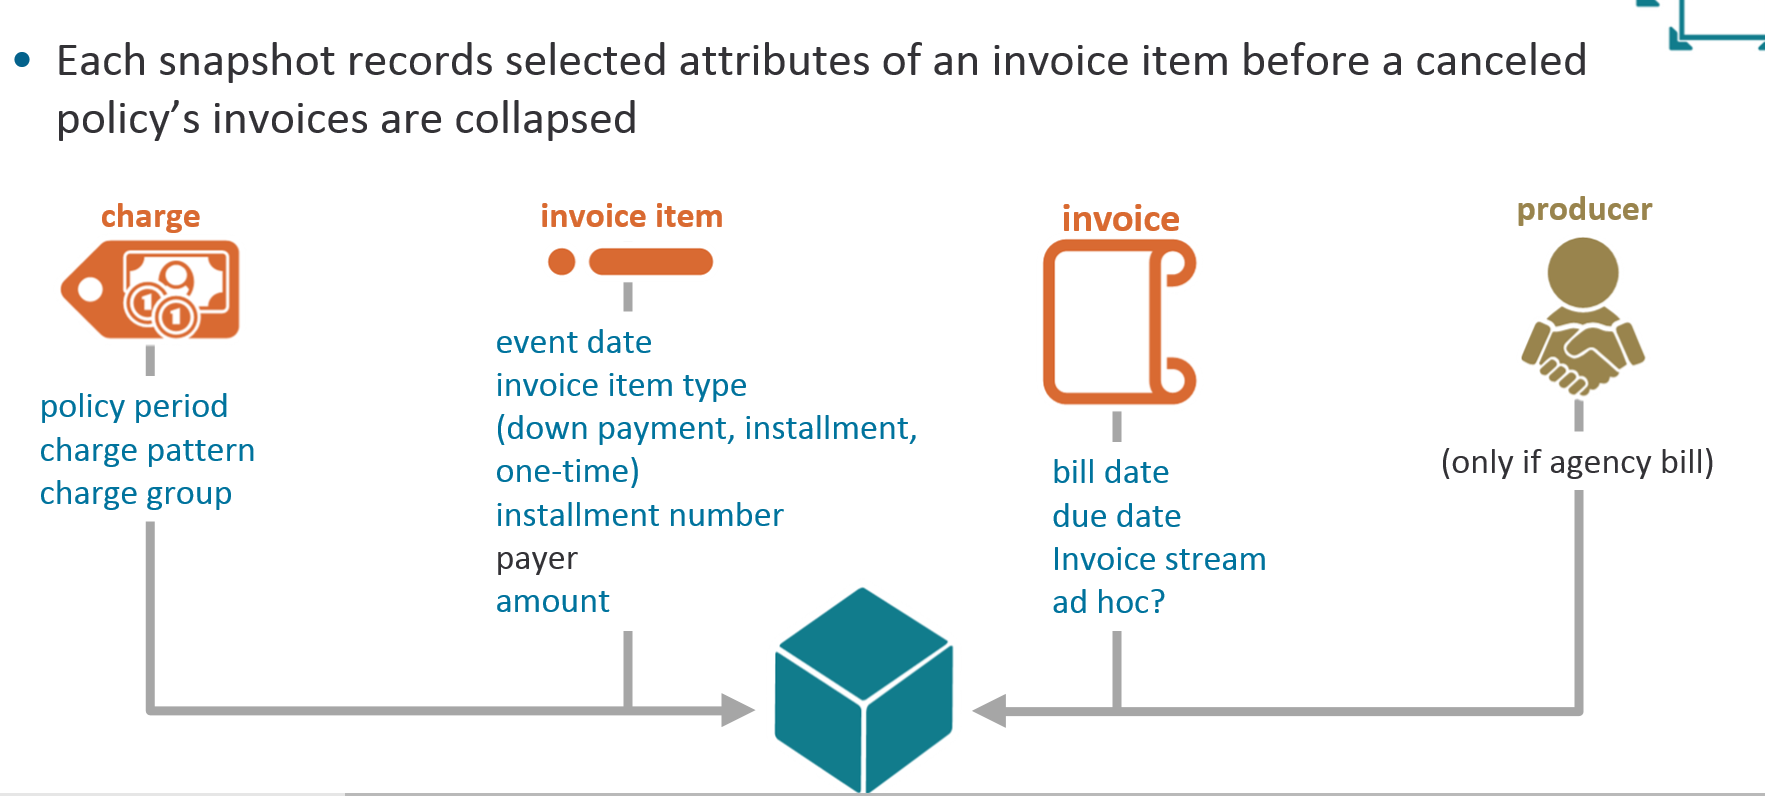 • Each snapshot records selected attributes of an invoice item before a canceled
policy’s invoices are collapsed
charge
policy period
charge pattern
charge group
invoice item
event date
invoice item type
(down payment, installment,
one-time)
installment number
payer
amount
invoice
bill date
due date
Invoice stream
ad hoc?
producer
(only if agency bill)
1
1